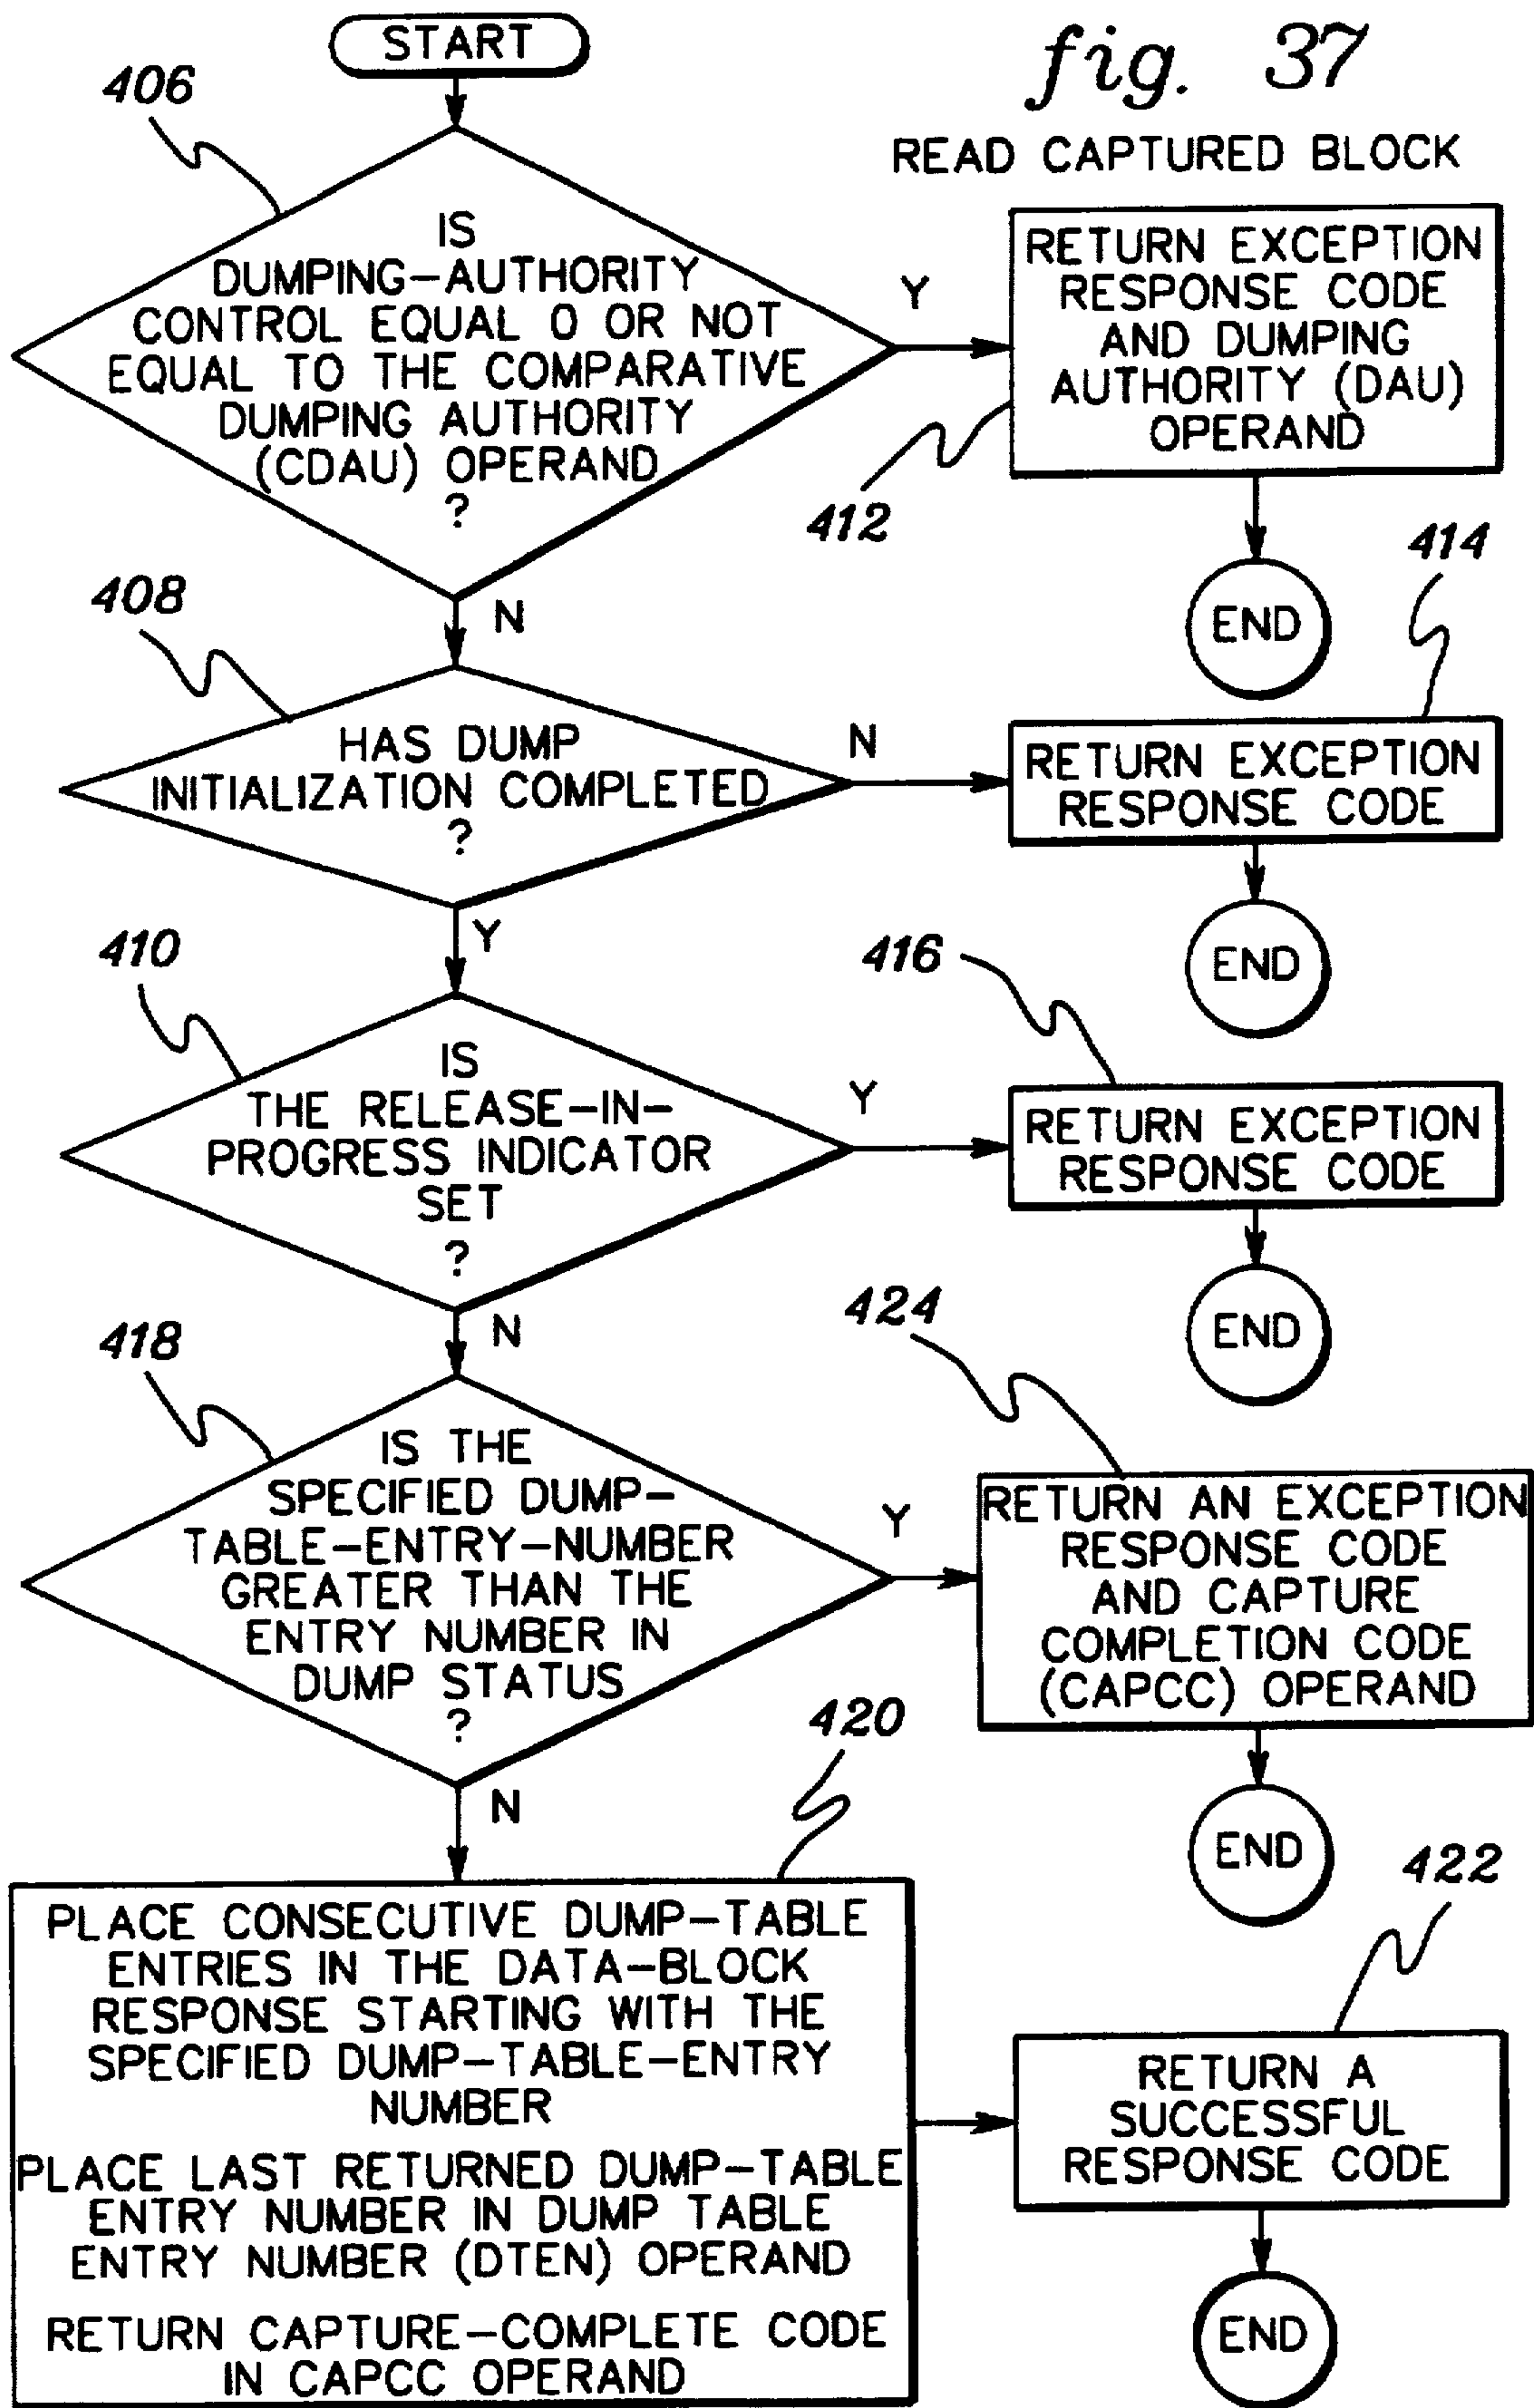 START
fig. 37
READ CAPTURED BLOCK
406
IS
DUMPING-AUTHORITY
CONTROL EQUAL 0 OR NOT
EQUAL TO THE COMPARATIVE
DUMPING AUTHORITY
(CDAU) OPERAND
?
Y
RETURN EXCEPTION
RESPONSE CODE
AND DUMPING
AUTHORITY (DAU)
OPERAND
412
END
N
408
HAS DUMP
INITIALIZATION COMPLETED
?
N
414
RETURN EXCEPTION
RESPONSE CODE
END
Y
410
IS
THE RELEASE-IN-
PROGRESS INDICATOR
SET
?
Y
416
RETURN EXCEPTION
RESPONSE CODE
END
N
418
IS THE
SPECIFIED DUMP-
TABLE-ENTRY-NUMBER
GREATER THAN THE
ENTRY NUMBER IN
DUMP STATUS
?
Y
424
RETURN AN EXCEPTION
RESPONSE CODE
AND CAPTURE
COMPLETION CODE
(CAPCC) OPERAND
END
N
420
PLACE CONSECUTIVE DUMP-TABLE
ENTRIES IN THE DATA-BLOCK
RESPONSE STARTING WITH THE
SPECIFIED DUMP-TABLE-ENTRY
NUMBER
PLACE LAST RETURNED DUMP-TABLE
ENTRY NUMBER IN DUMP TABLE
ENTRY NUMBER (DTEN) OPERAND
RETURN CAPTURE-COMPLETE CODE
IN CAPCC OPERAND
422
RETURN A
SUCCESSFUL
RESPONSE CODE
END